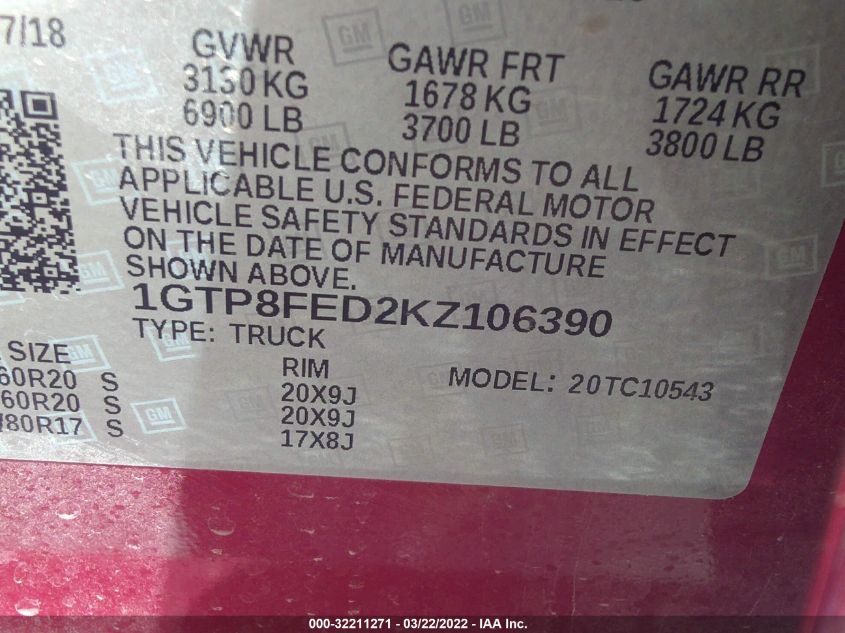 7/18
GVWR GAWR FRT GAWR RR
3130 KG 1678 KG 1724 KG
6900 LB 3700 LB 3800 LB
THIS VEHICLE CONFORMS TO ALL
APPLICABLE U.S. FEDERAL MOTOR
VEHICLE SAFETY STANDARDS IN EFFECT
ON THE DATE OF MANUFACTURE
SHOWN ABOVE.
1GTP8FED2KZ106390
TYPE: TRUCK
SIZE RIM MODEL: 20TC10543
60R20 S 20X9J
60R20 S 20X9J
/80R17 S 17X8J
GM
000-32211271 - 03/22/2022 - IAA Inc.